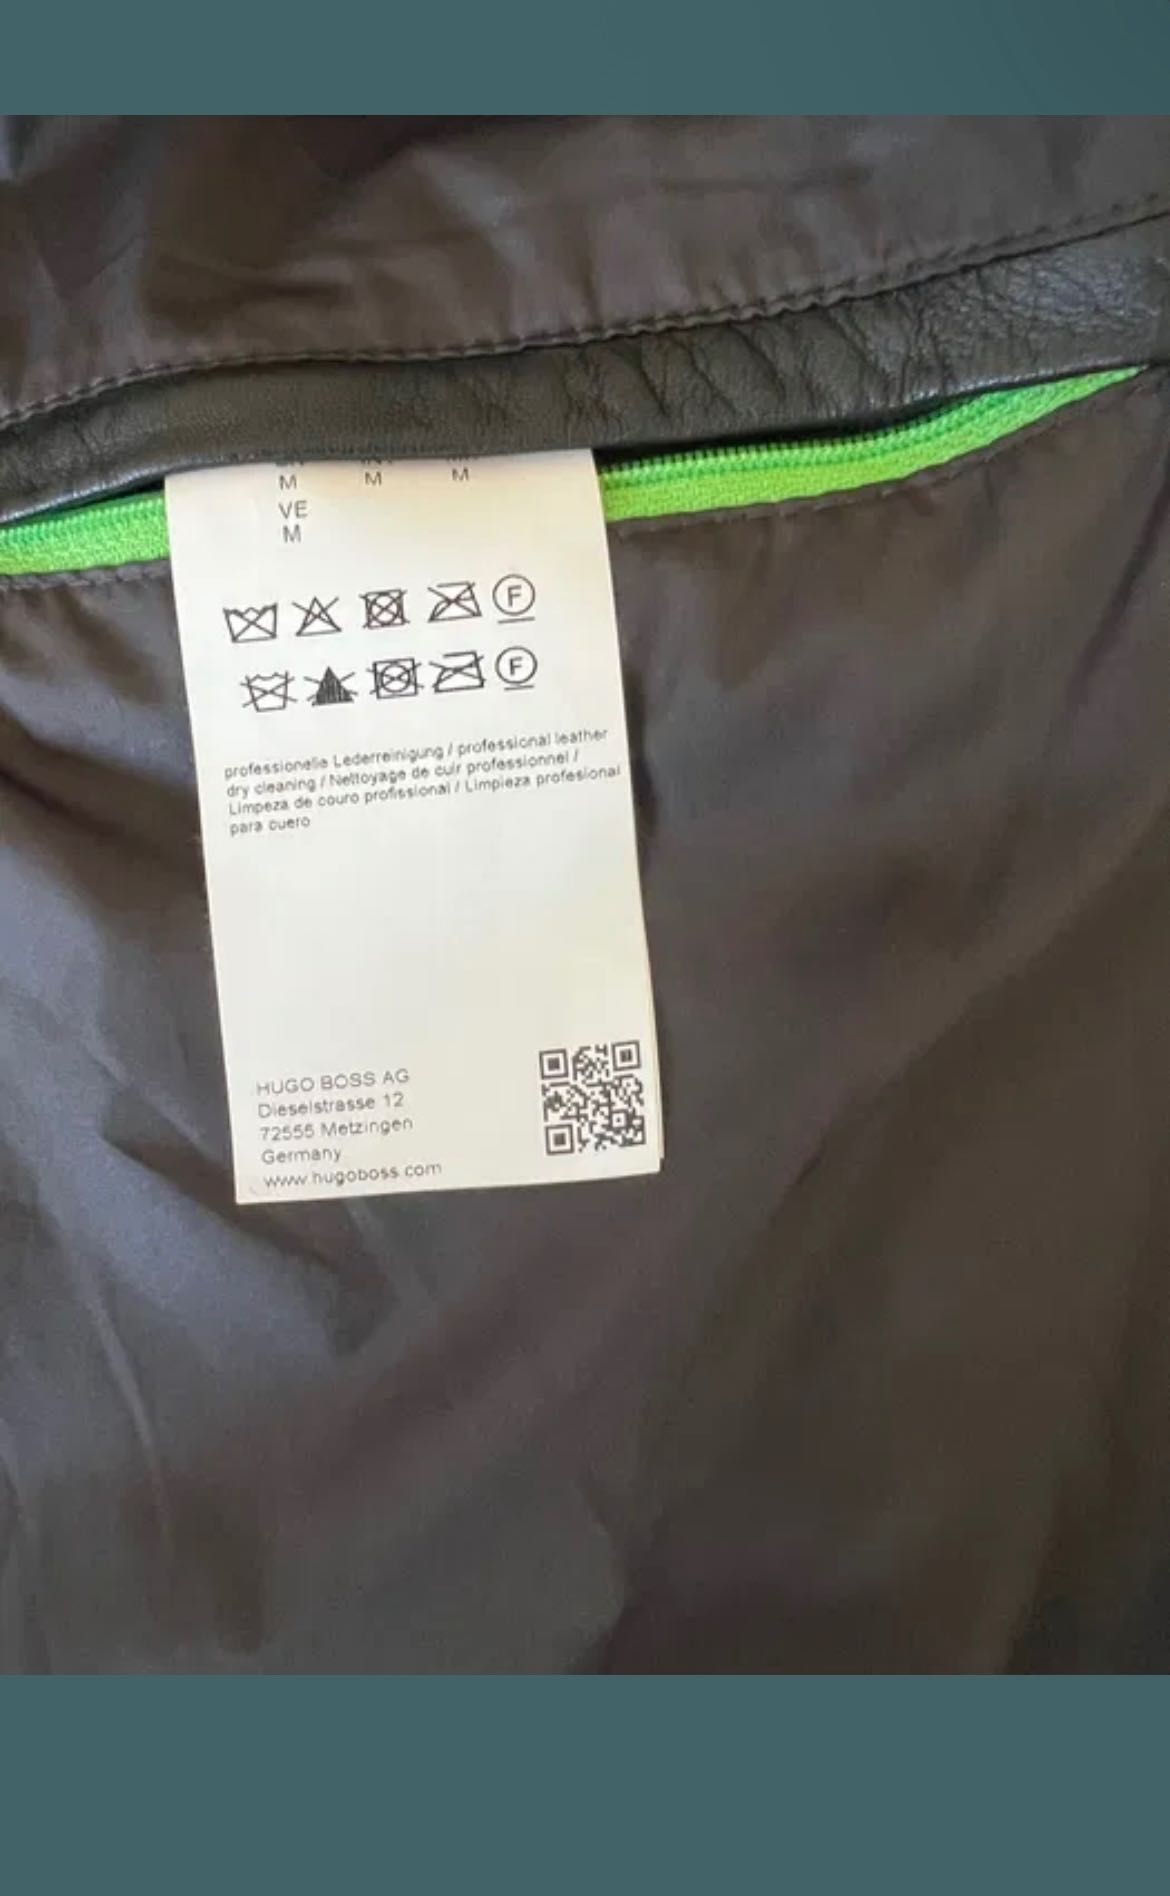 M M M
VE
M
F
F
professionelle Lederreinigung / professional leather
dry cleaning / Nettoyage de cuir professionnel /
Limpeza de couro profissional / Limpieza profesional
para cuero
HUGO BOSS AG
Dieselstrasse 12
72555 Metzingen
Germany
www.hugoboss.com